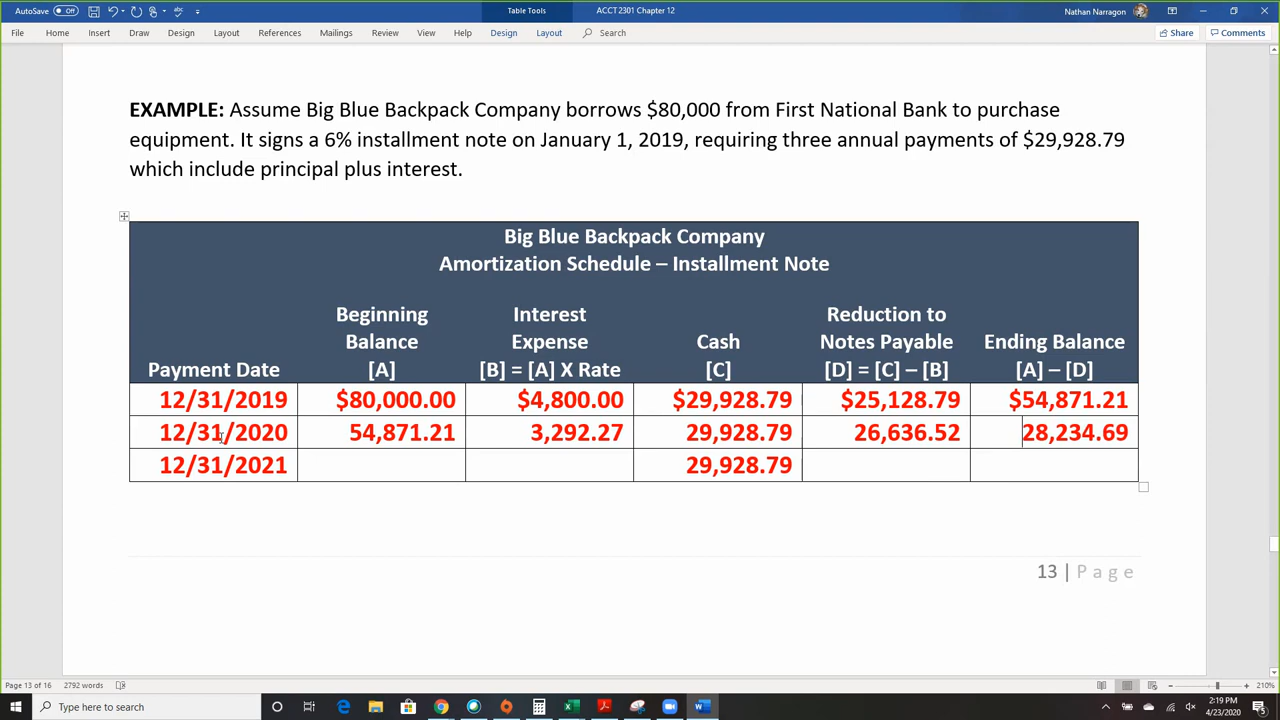 AutoSave Off
Table Tools
ACCT 2301 Chapter 12
Nathan Narragon
File Home Insert Draw Design Layout References Mailings Review View Help Design Layout Search Share Comments
EXAMPLE: Assume Big Blue Backpack Company borrows $80,000 from First National Bank to purchase
equipment. It signs a 6% installment note on January 1, 2019, requiring three annual payments of $29,928.79
which include principal plus interest.
Big Blue Backpack Company
Amortization Schedule – Installment Note
Beginning Interest Reduction to
Balance Expense Cash Notes Payable Ending Balance
Payment Date [A] [B] = [A] X Rate [C] [D] = [C] – [B] [A] – [D]
12/31/2019 $80,000.00 $4,800.00 $29,928.79 $25,128.79 $54,871.21
12/31/2020 54,871.21 3,292.27 29,928.79 26,636.52 28,234.69
12/31/2021 29,928.79
13 | Page
Page 13 of 16 2792 words 210%
Type here to search
2:19 PM
4/23/2020